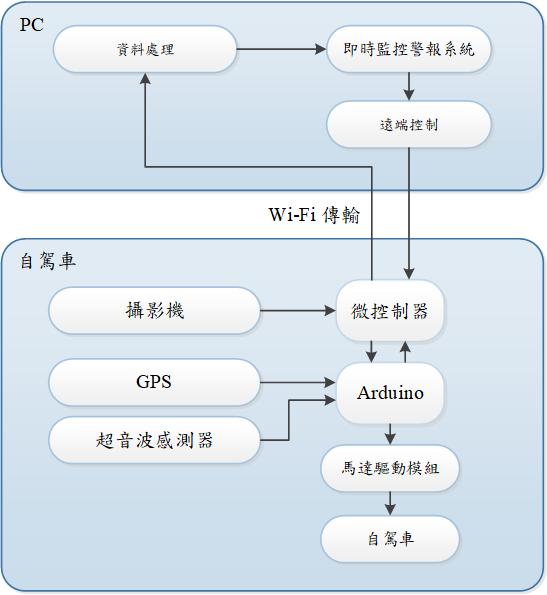 PC
資料處理
即時監控警報系統
遠端控制
Wi-Fi 傳輸
自駕車
攝影機
微控制器
GPS
Arduino
超音波感測器
馬達驅動模組
自駕車